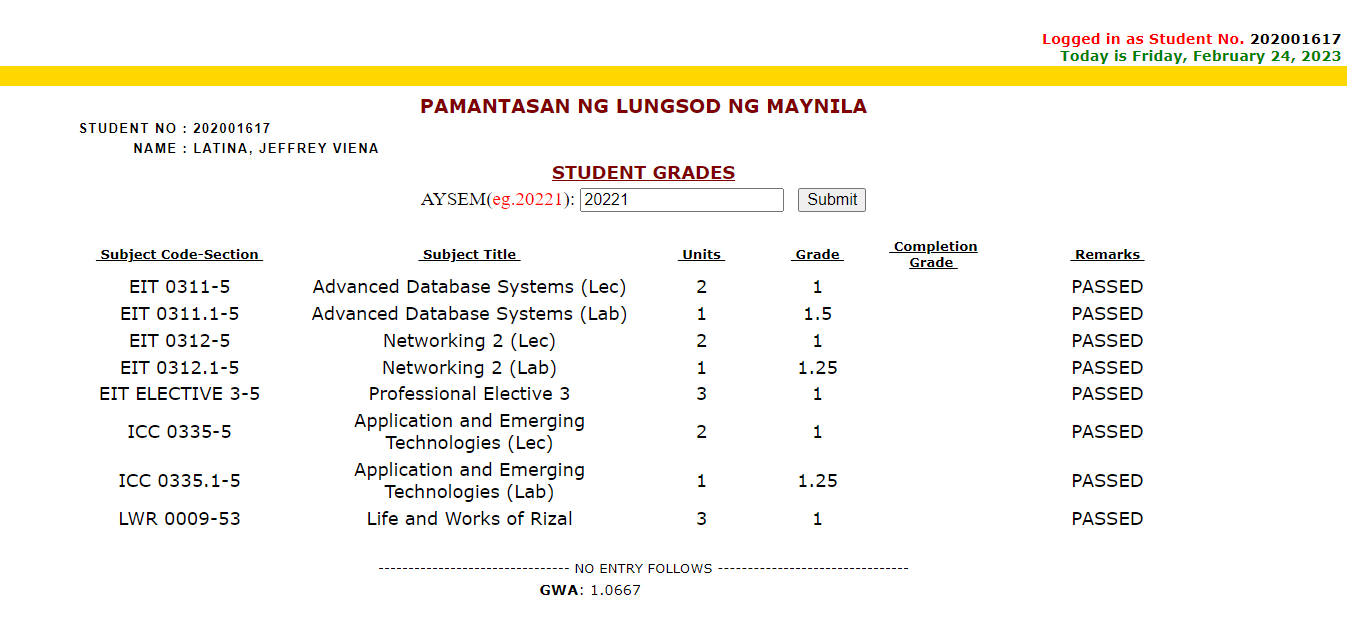 Logged in as Student No. 202001617
Today is Friday, February 24, 2023
PAMANTASAN NG LUNGSOD NG MAYNILA
STUDENT NO : 202001617
NAME : LATINA, JEFFREY VIENA
STUDENT GRADES
AYSEM(eg.20221): 20221 Submit
Subject Code-Section Subject Title Units Grade Completion Grade Remarks
EIT 0311-5 Advanced Database Systems (Lec) 2 1 PASSED
EIT 0311.1-5 Advanced Database Systems (Lab) 1 1.5 PASSED
EIT 0312-5 Networking 2 (Lec) 2 1 PASSED
EIT 0312.1-5 Networking 2 (Lab) 1 1.25 PASSED
EIT ELECTIVE 3-5 Professional Elective 3 3 1 PASSED
ICC 0335-5 Application and Emerging Technologies (Lec) 2 1 PASSED
ICC 0335.1-5 Application and Emerging Technologies (Lab) 1 1.25 PASSED
LWR 0009-53 Life and Works of Rizal 3 1 PASSED
-------------------------------- NO ENTRY FOLLOWS --------------------------------
GWA: 1.0667